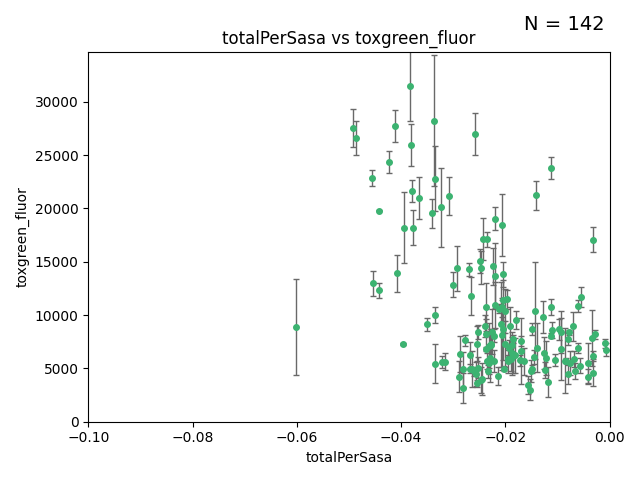 N = 142
totalPerSasa vs toxgreen_fluor
30000
25000
20000
15000
10000
5000
0
toxgreen_fluor
−0.10 −0.08 −0.06 −0.04 −0.02 0.00
totalPerSasa